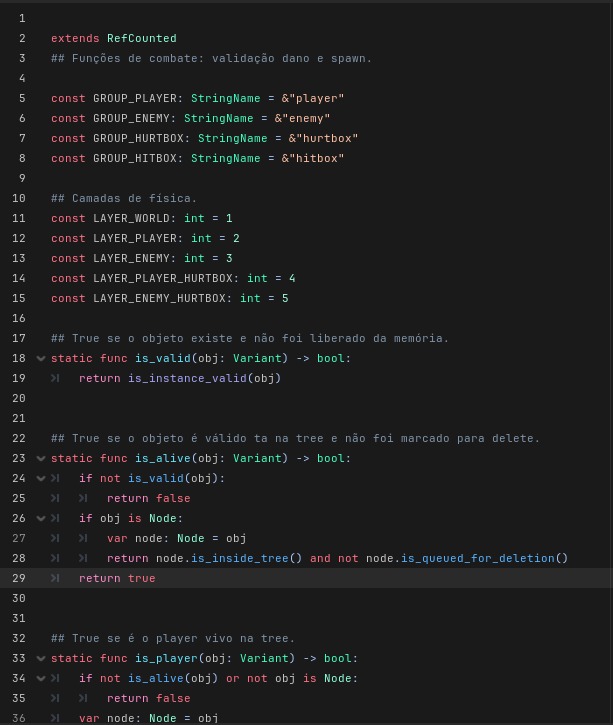 1
2 extends RefCounted
3 ## Funções de combate: validação dano e spawn.
4
5 const GROUP_PLAYER: StringName = &"player"
6 const GROUP_ENEMY: StringName = &"enemy"
7 const GROUP_HURTBOX: StringName = &"hurtbox"
8 const GROUP_HITBOX: StringName = &"hitbox"
9
10 ## Camadas de física.
11 const LAYER_WORLD: int = 1
12 const LAYER_PLAYER: int = 2
13 const LAYER_ENEMY: int = 3
14 const LAYER_PLAYER_HURTBOX: int = 4
15 const LAYER_ENEMY_HURTBOX: int = 5
16
17 ## True se o objeto existe e não foi liberado da memória.
18 static func is_valid(obj: Variant) -> bool:
19     return is_instance_valid(obj)
20
21
22 ## True se o objeto é válido ta na tree e não foi marcado para delete.
23 static func is_alive(obj: Variant) -> bool:
24     if not is_valid(obj):
25         return false
26     if obj is Node:
27         var node: Node = obj
28         return node.is_inside_tree() and not node.is_queued_for_deletion()
29     return true
30
31
32 ## True se é o player vivo na tree.
33 static func is_player(obj: Variant) -> bool:
34     if not is_alive(obj) or not obj is Node:
35         return false
36     var node: Node = obj